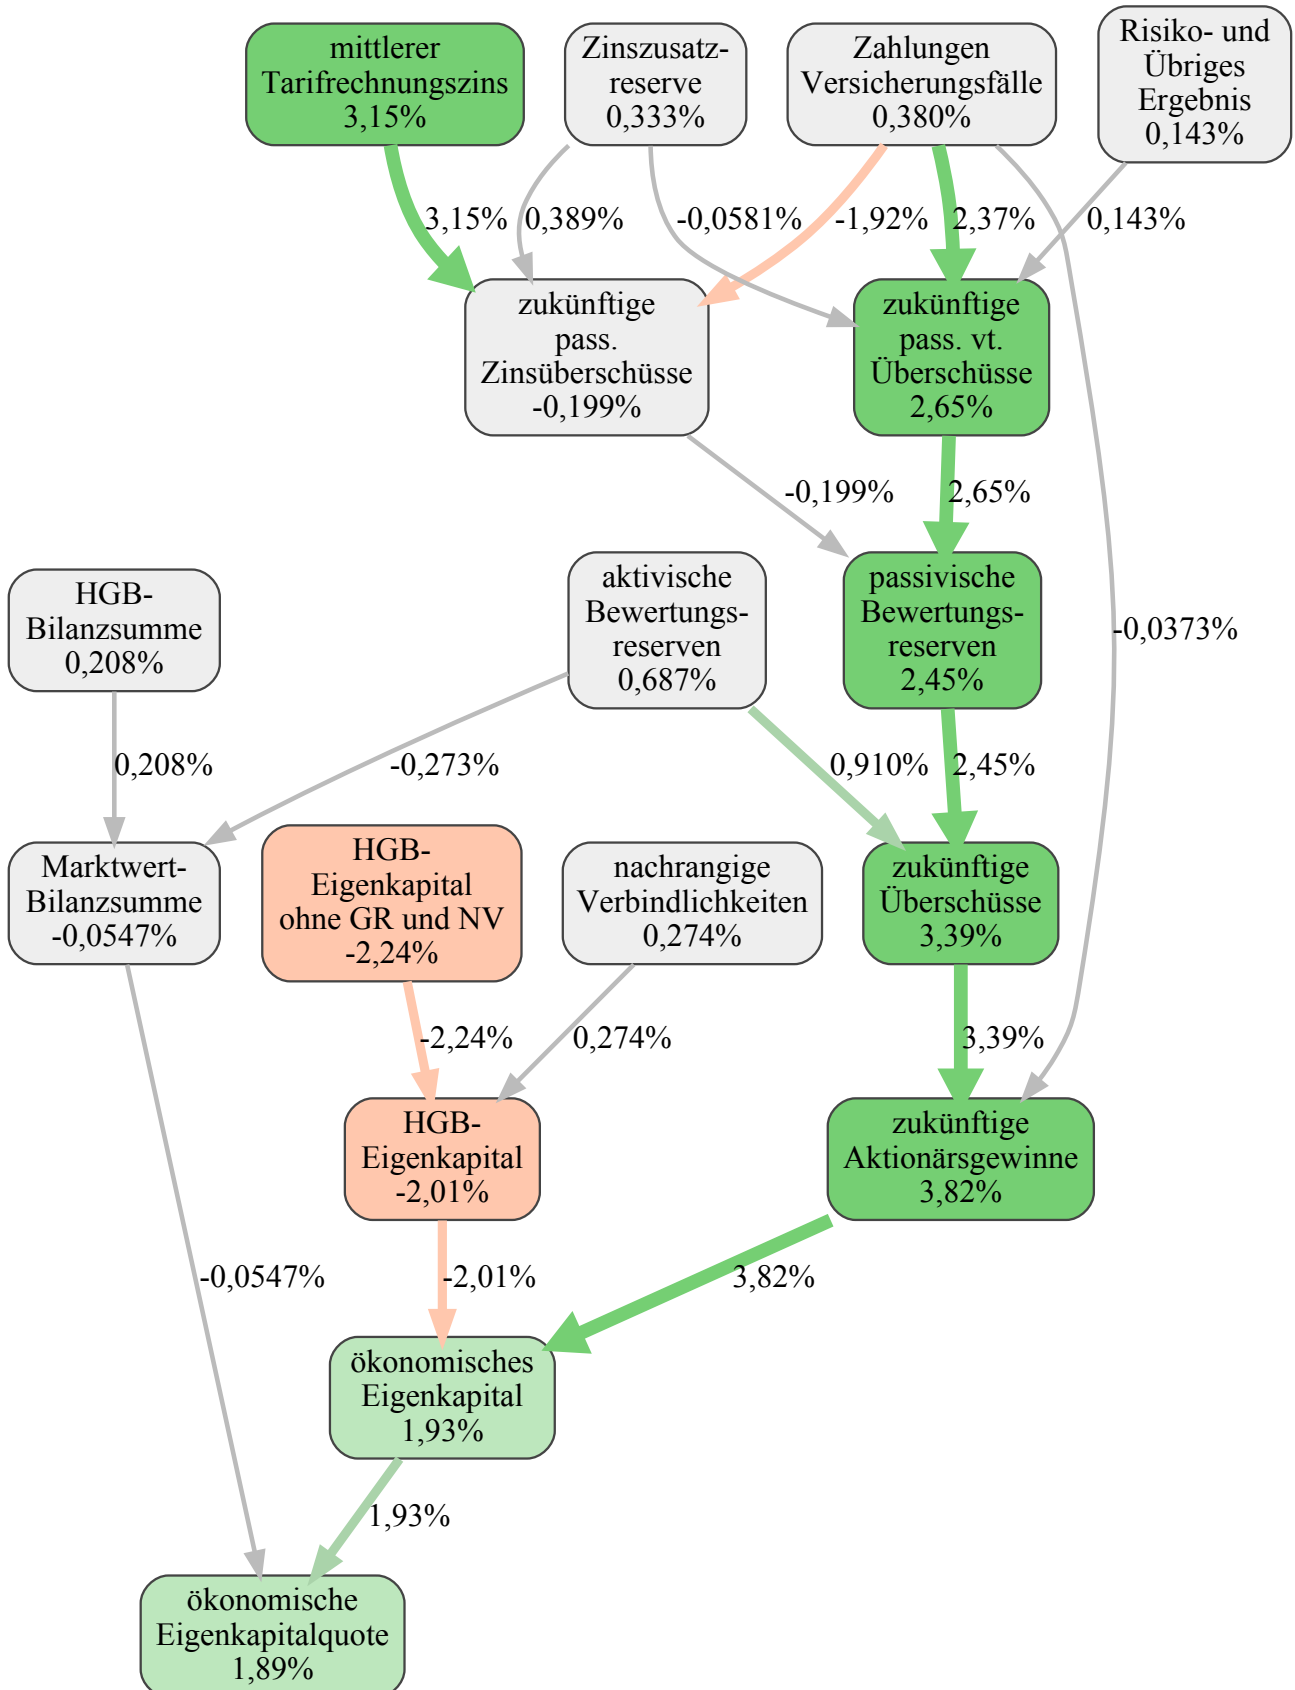 mittlerer
Tarifrechnungszins
3,15%
Zinszusatz-
reserve
0,333%
Zahlungen
Versicherungsfälle
0,380%
Risiko- und
Übriges
Ergebnis
0,143%
3,15%
0,389%
-0,0581%
-1,92%
2,37%
0,143%
zukünftige
pass.
Zinsüberschüsse
-0,199%
zukünftige
pass. vt.
Überschüsse
2,65%
-0,199%
2,65%
HGB-
Bilanzsumme
0,208%
aktivische
Bewertungs-
reserven
0,687%
passivische
Bewertungs-
reserven
2,45%
-0,0373%
0,208%
-0,273%
0,910%
2,45%
Marktwert-
Bilanzsumme
-0,0547%
HGB-
Eigenkapital
ohne GR und NV
-2,24%
nachrangige
Verbindlichkeiten
0,274%
zukünftige
Überschüsse
3,39%
-2,24%
0,274%
3,39%
HGB-
Eigenkapital
-2,01%
zukünftige
Aktionärsgewinne
3,82%
-0,0547%
-2,01%
3,82%
ökonomisches
Eigenkapital
1,93%
1,93%
ökonomische
Eigenkapitalquote
1,89%